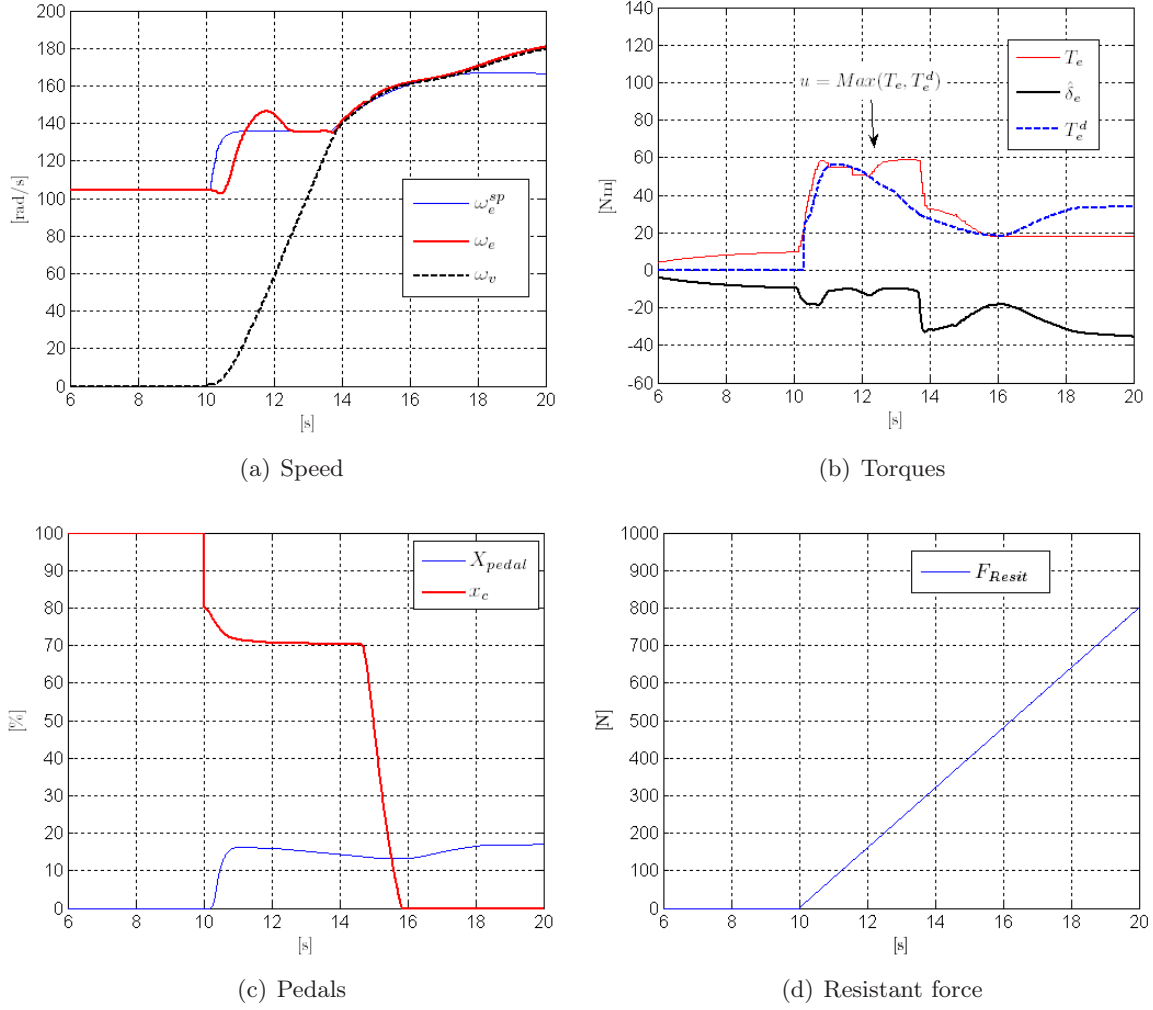 200
180
160
140
120
100
80
60
40
20
0
[rad/s]
6 8 10 12 14 16 18 20
[s]
ω_e^{sp}
ω_e
ω_v
(a) Speed
140
120
100
80
60
40
20
0
-20
-40
-60
[Nm]
6 8 10 12 14 16 18 20
[s]
u = Max(T_e, T_e^d)
T_e
δ̂_e
T_e^d
(b) Torques
100
90
80
70
60
50
40
30
20
10
0
[%]
6 8 10 12 14 16 18 20
[s]
X_{pedal}
x_c
(c) Pedals
1000
900
800
700
600
500
400
300
200
100
0
[N]
6 8 10 12 14 16 18 20
[s]
F_{Resit}
(d) Resistant force